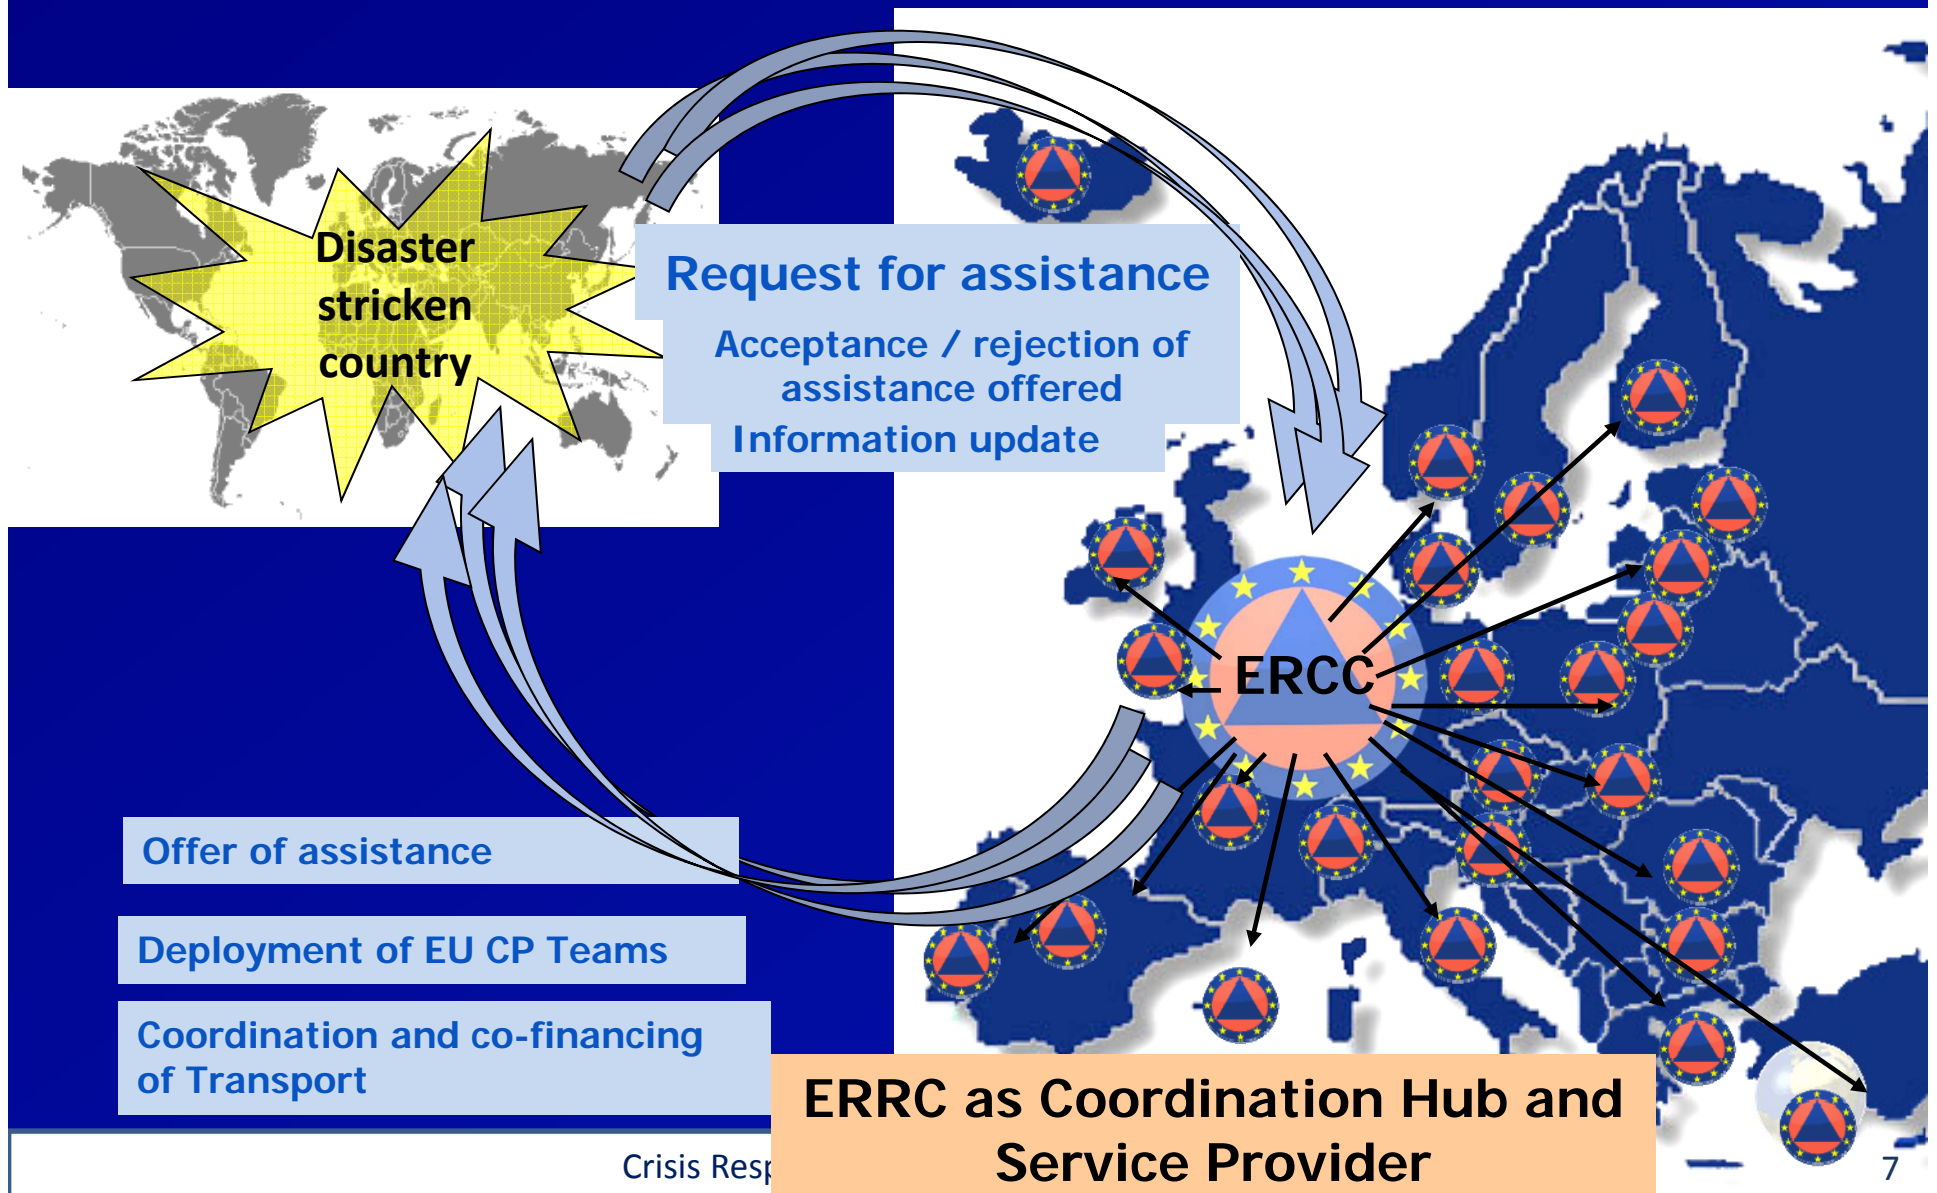 Disaster
stricken
country
Request for assistance
Acceptance / rejection of
assistance offered
Information update
ERCC
Offer of assistance
Deployment of EU CP Teams
Coordination and co-financing
of Transport
ERRC as Coordination Hub and
Service Provider
Crisis
7